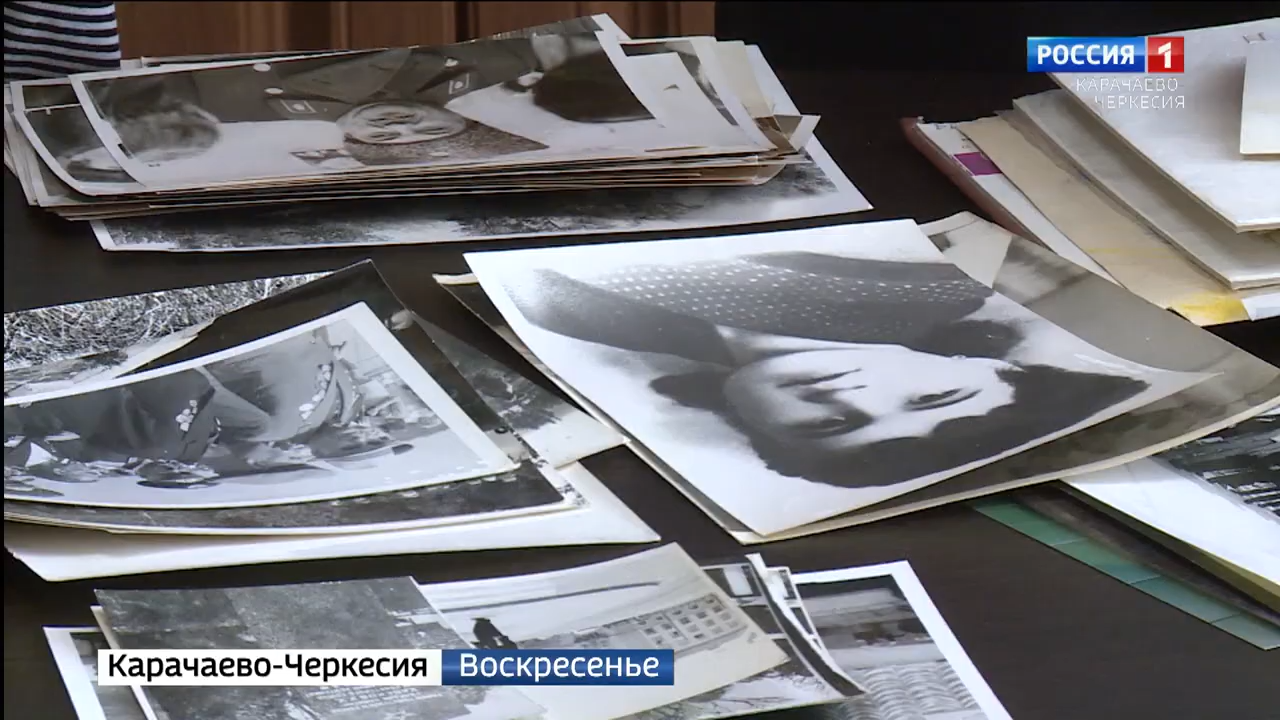 РОССИЯ 1
КАРАЧАЕВО-
ЧЕРКЕСИЯ
Карачаево-Черкесия Воскресенье